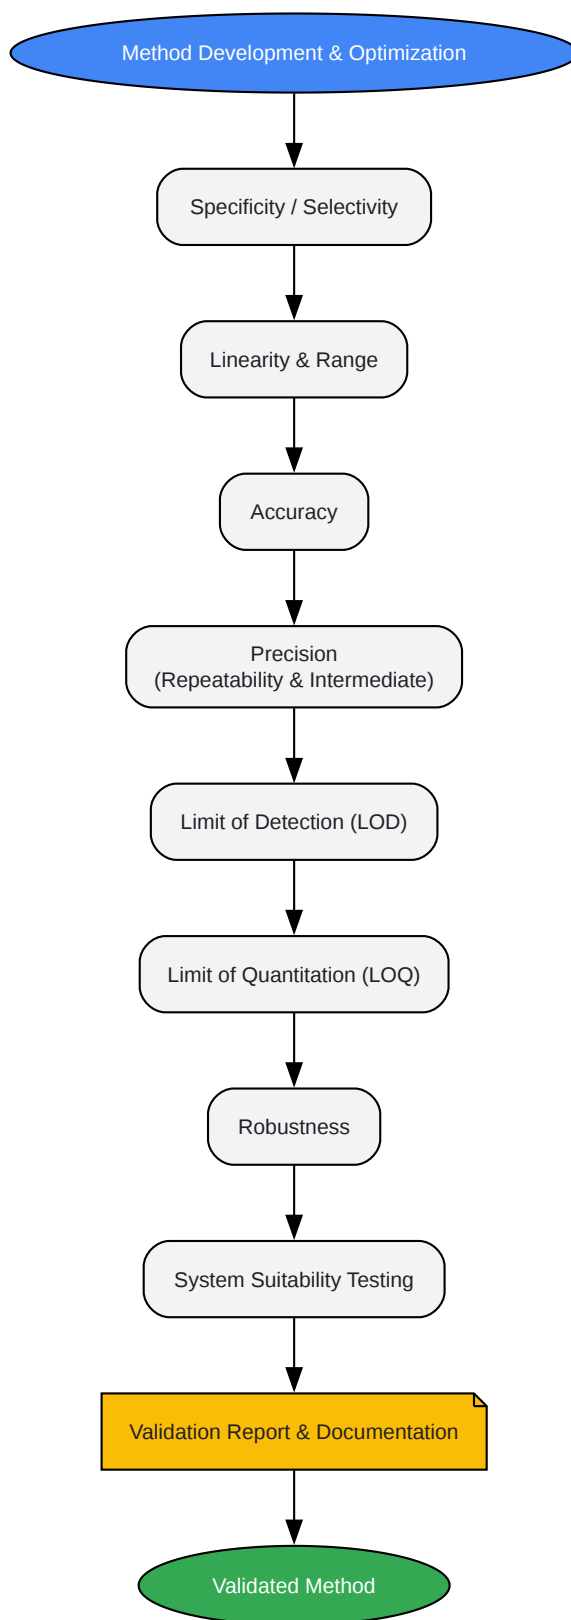 Method Development & Optimization
Specificity / Selectivity
Linearity & Range
Accuracy
Precision
(Repeatability & Intermediate)
Limit of Detection (LOD)
Limit of Quantitation (LOQ)
Robustness
System Suitability Testing
Validation Report & Documentation
Validated Method